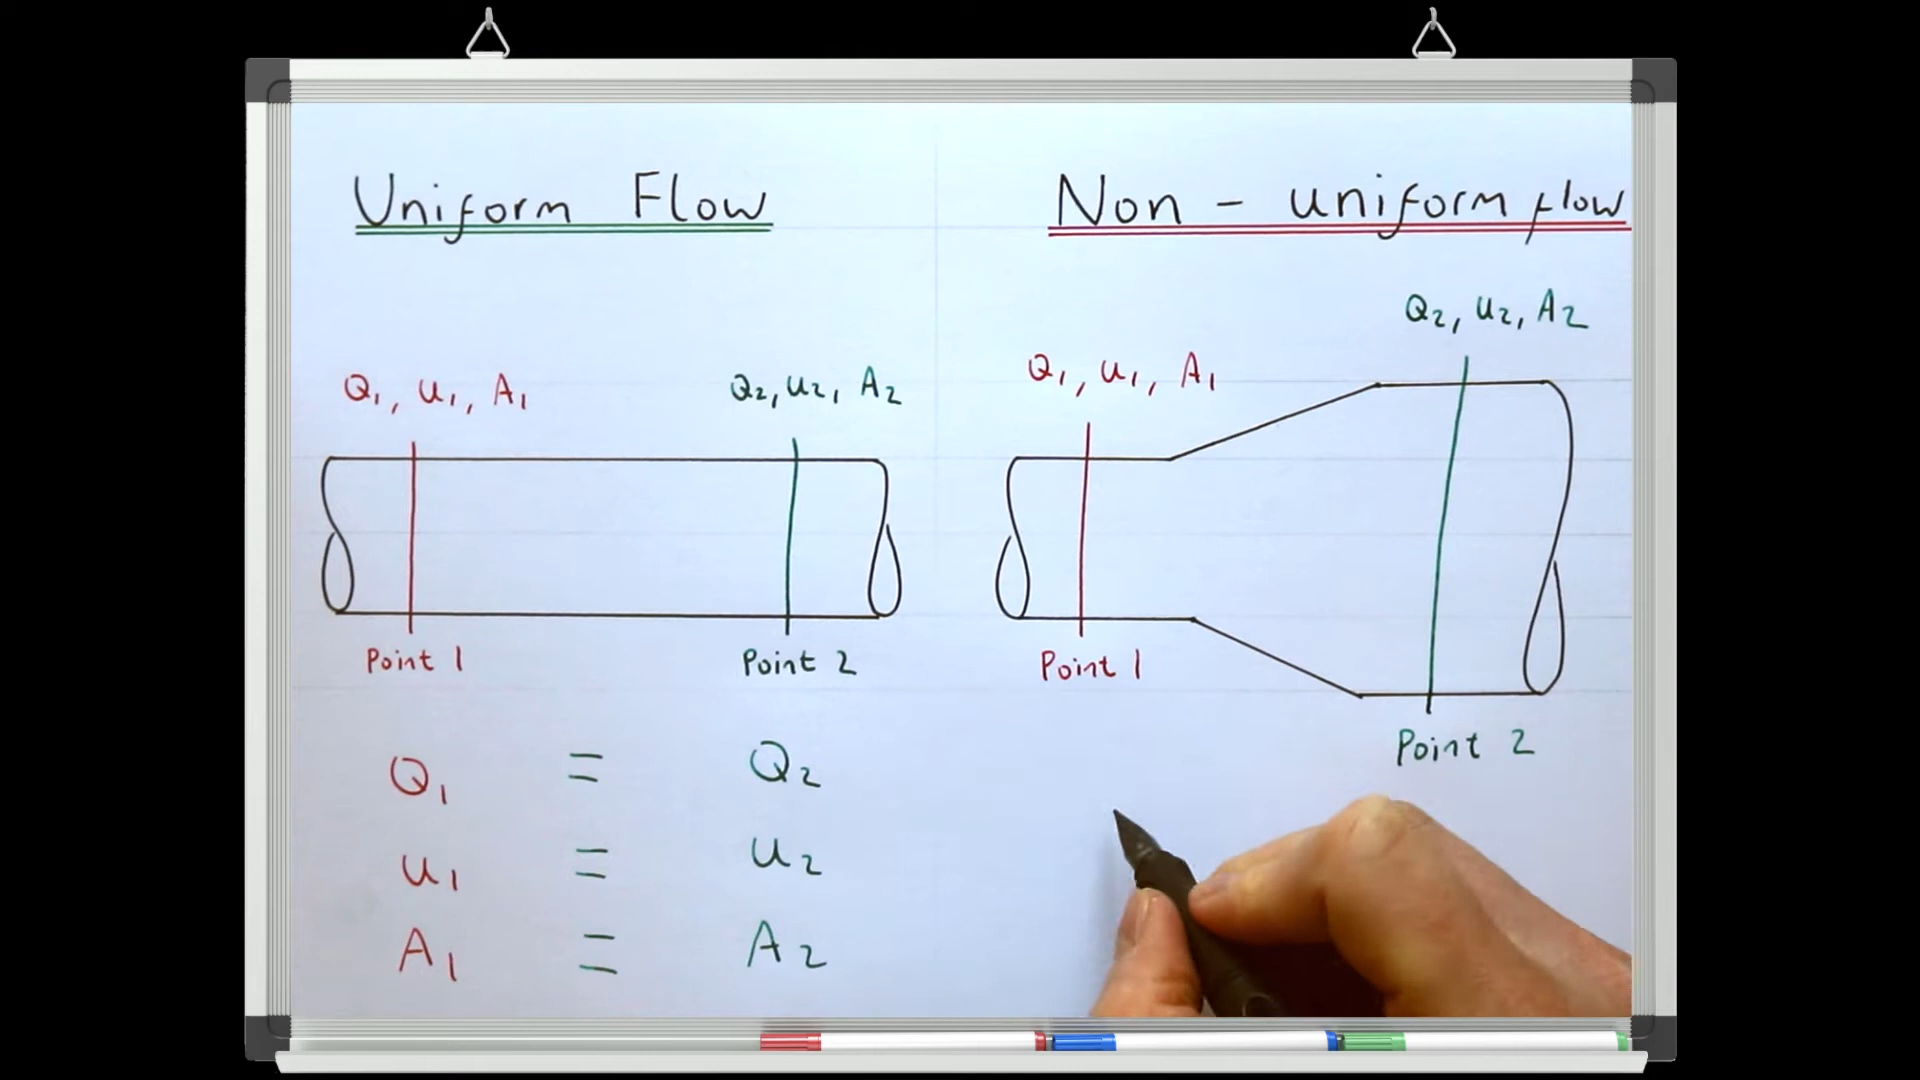 Uniform Flow
Q1, u1, A1
Q2, u2, A2
Point 1
Point 2
Q1 = Q2
u1 = u2
A1 = A2
Non - uniform flow
Q1, u1, A1
Q2, u2, A2
Point 1
Point 2